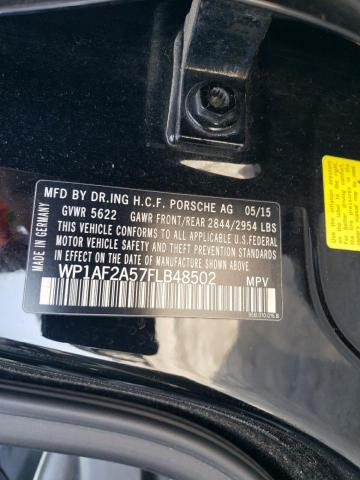 MFD BY DR.ING H.C.F. PORSCHE AG 05/15
GVWR 5622 GAWR FRONT/REAR 2844/2954 LBS
THIS VEHICLE CONFORMS TO ALL APPLICABLE U.S.FEDERAL
MOTOR VEHICLE SAFETY, BUMPER, AND THEFT PREVENTION
STANDARDS IN EFFECT ON THE DATE OF MANUFACTURE SHOWN ABOVE
WP1AF2A57FLB48502 MPV
MADE IN GERMANY